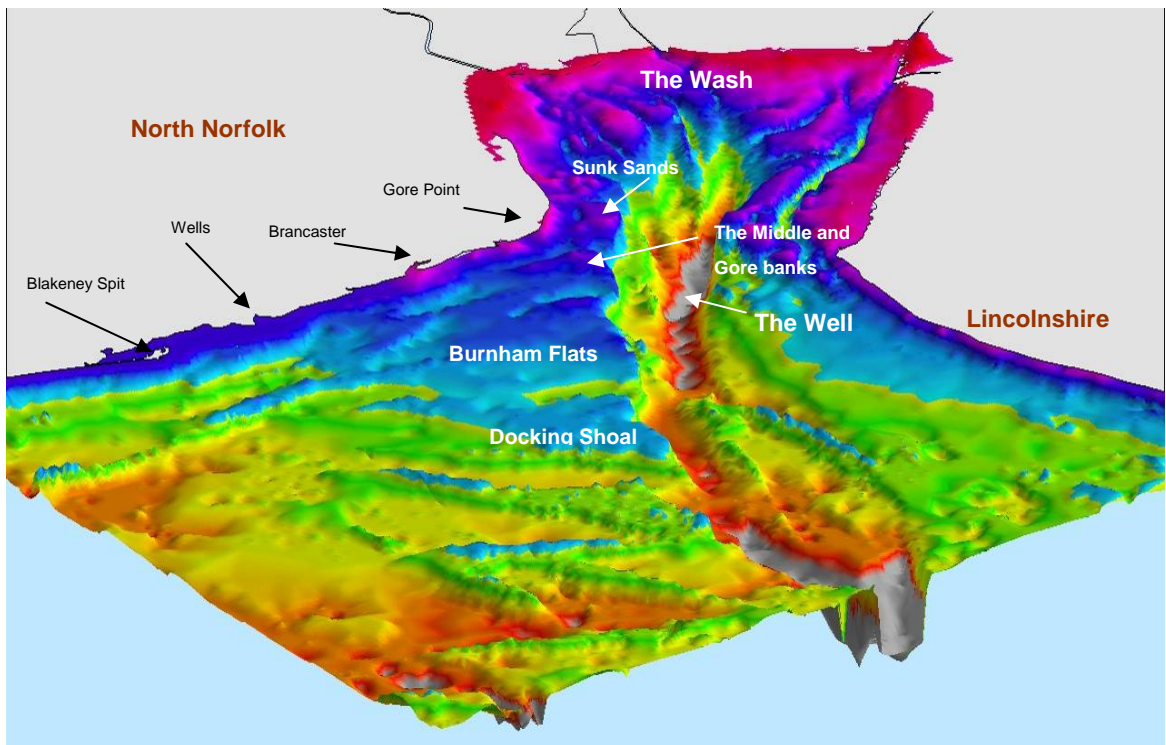 The Wash
North Norfolk
Sunk Sands
Gore Point
Wells
Brancaster
The Middle and
Gore banks
Blakeney Spit
The Well
Lincolnshire
Burnham Flats
Docking Shoal